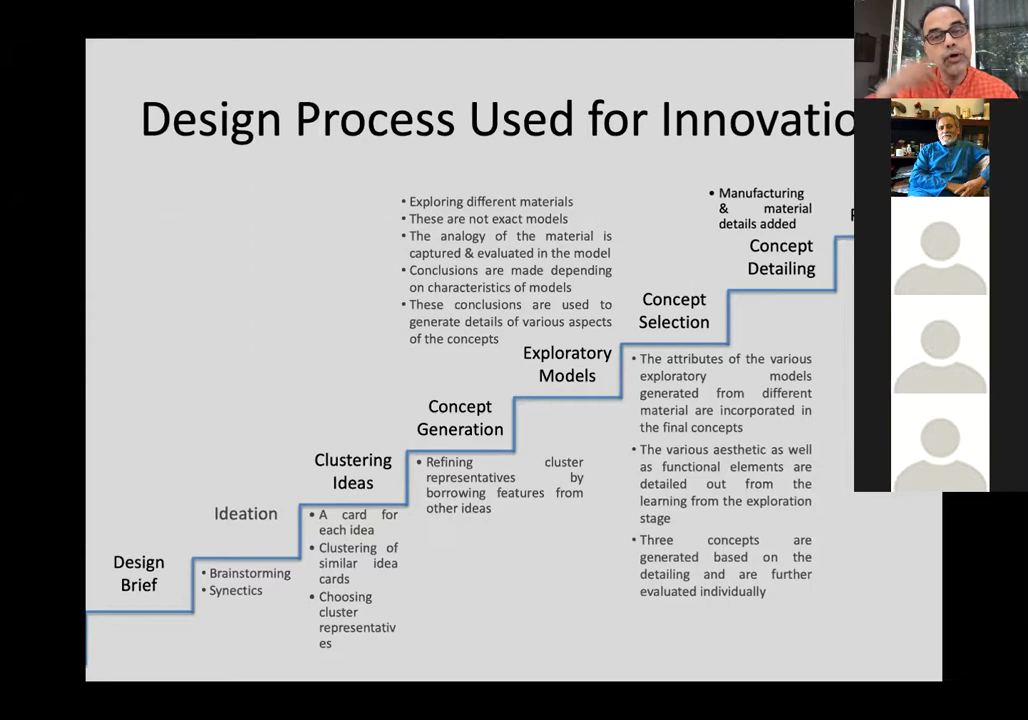 Design Process Used for Innovatio
• Exploring different materials
• These are not exact models
• The analogy of the material is
captured & evaluated in the model
• Conclusions are made depending
on characteristics of models
• These conclusions are used to
generate details of various aspects
of the concepts
• Manufacturing
& material
details added
Concept
Detailing
Concept
Selection
• The attributes of the various
exploratory models
generated from different
material are incorporated in
the final concepts
• The various aesthetic as well
as functional elements are
detailed out from the
learning from the exploration
stage
• Three concepts are
generated based on the
detailing and are further
evaluated individually
Exploratory
Models
Concept
Generation
• Refining cluster
representatives by
borrowing features from
other ideas
Clustering
Ideas
• A card for
each idea
• Clustering of
similar idea
cards
• Choosing
cluster
representativ
es
Ideation
• Brainstorming
• Synectics
Design
Brief